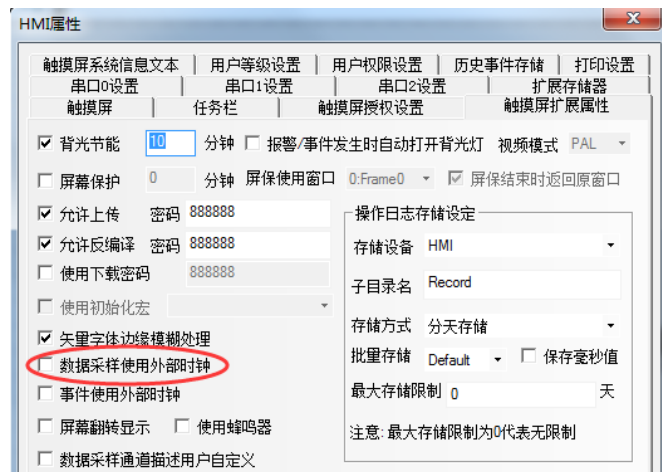 HMI属性
触摸屏系统信息文本 用户等级设置 用户权限设置 历史事件存储 打印设置
串口0设置 串口1设置 串口2设置 扩展存储器
触摸屏 任务栏 触摸屏授权设置 触摸屏扩展属性
背光节能 10 分钟 报警/事件发生时自动打开背光灯 视频模式 PAL
屏幕保护 0 分钟 屏保使用窗口 0:Frame0 屏保结束时返回原窗口
允许上传 密码 888888
允许反编译 密码 888888
使用下载密码 888888
使用初始化宏
矢量字体边缘模糊处理
数据采样使用外部时钟
事件使用外部时钟
屏幕翻转显示 使用蜂鸣器
数据采样通道描述用户自定义
操作日志存储设定
存储设备 HMI
子目录名 Record
存储方式 分天存储
批量存储 Default 保存毫秒值
最大存储限制 0 天
注意:最大存储限制为0代表无限制